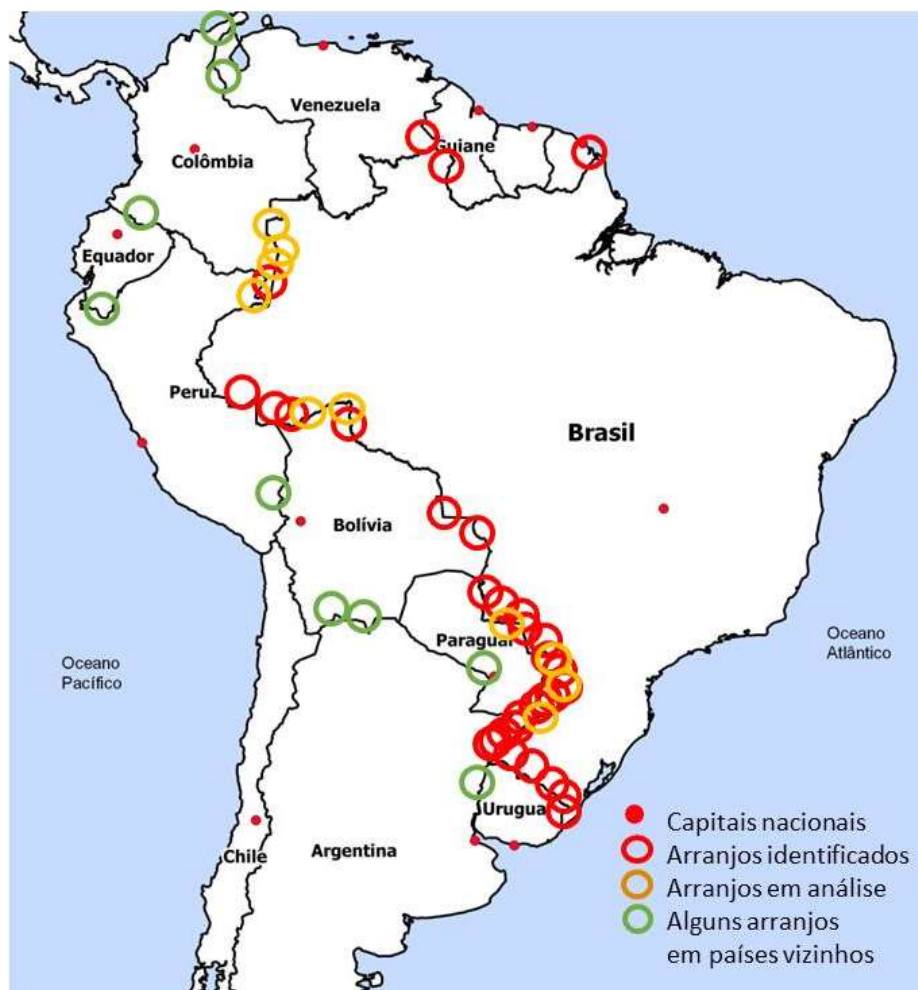 Venezuela
Guiane
Colômbia
Equador
Peru
Brasil
Bolívia
Paraguai
Oceano
Pacífico
Oceano
Atlântico
Urugua
Chile
Argentina
Capitais nacionais
Arranjos identificados
Arranjos em análise
Alguns arranjos
em países vizinhos